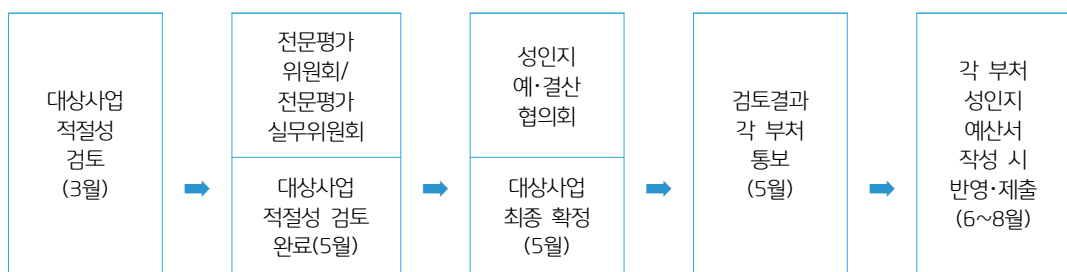 대상사업
적절성
검토
(3월)
전문평가
위원회/
전문평가
실무위원회
대상사업
적절성 검토
완료(5월)
성인지
예·결산
협의회
대상사업
최종 확정
(5월)
검토결과
각 부처
통보
(5월)
각 부처
성인지
예산서
작성 시
반영·제출
(6~8월)